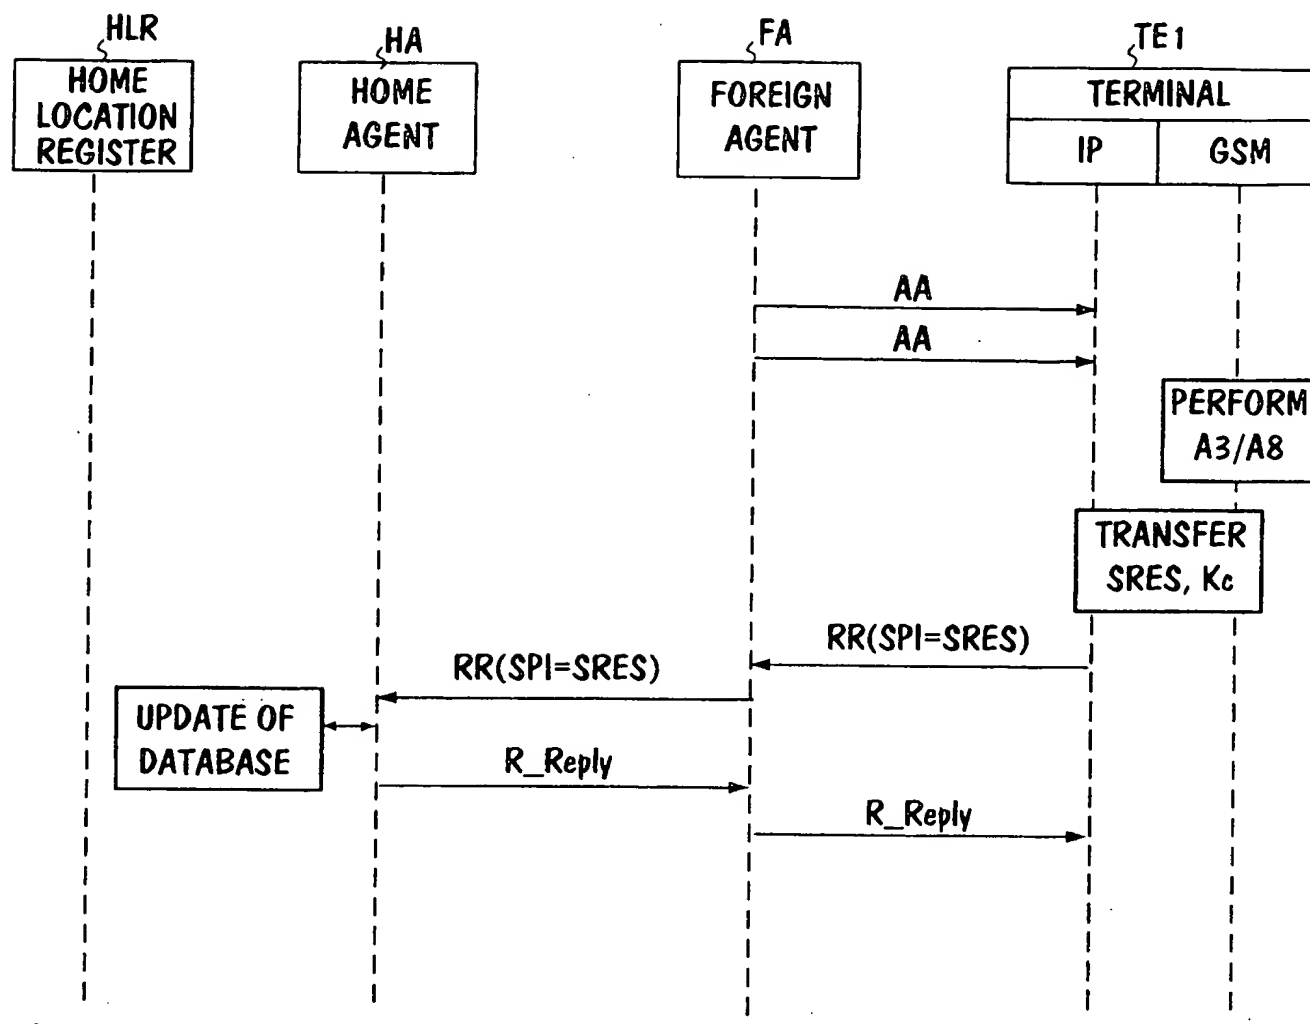 HLR
HA
FA
TE1
HOME
LOCATION
REGISTER
HOME
AGENT
FOREIGN
AGENT
TERMINAL
IP
GSM
AA
AA
PERFORM
A3/A8
TRANSFER
SRES, Kc
RR(SPI=SRES)
RR(SPI=SRES)
UPDATE OF
DATABASE
R_Reply
R_Reply